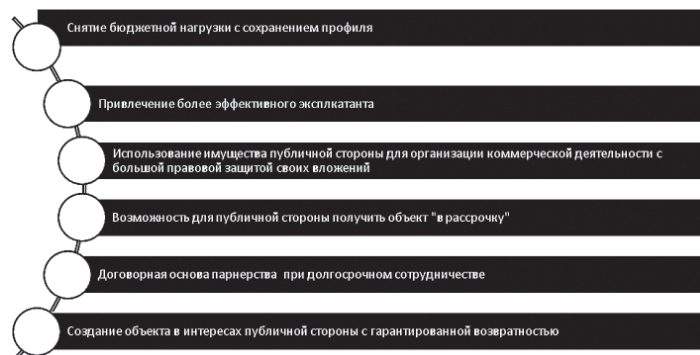 Снятие бюджетной нагрузки с сохранением профиля
Привлечение более эффективного эксплкатанта
Использование имущества публичной стороны для организации коммерческой деятельности с
большой правовой защитой своих вложений
Возможность для публичной стороны получить объект "в рассрочку"
Договорная основа парнерства при долгосрочном сотрудничестве
Создание объекта в интересах публичной стороны с гарантированной возвратностью